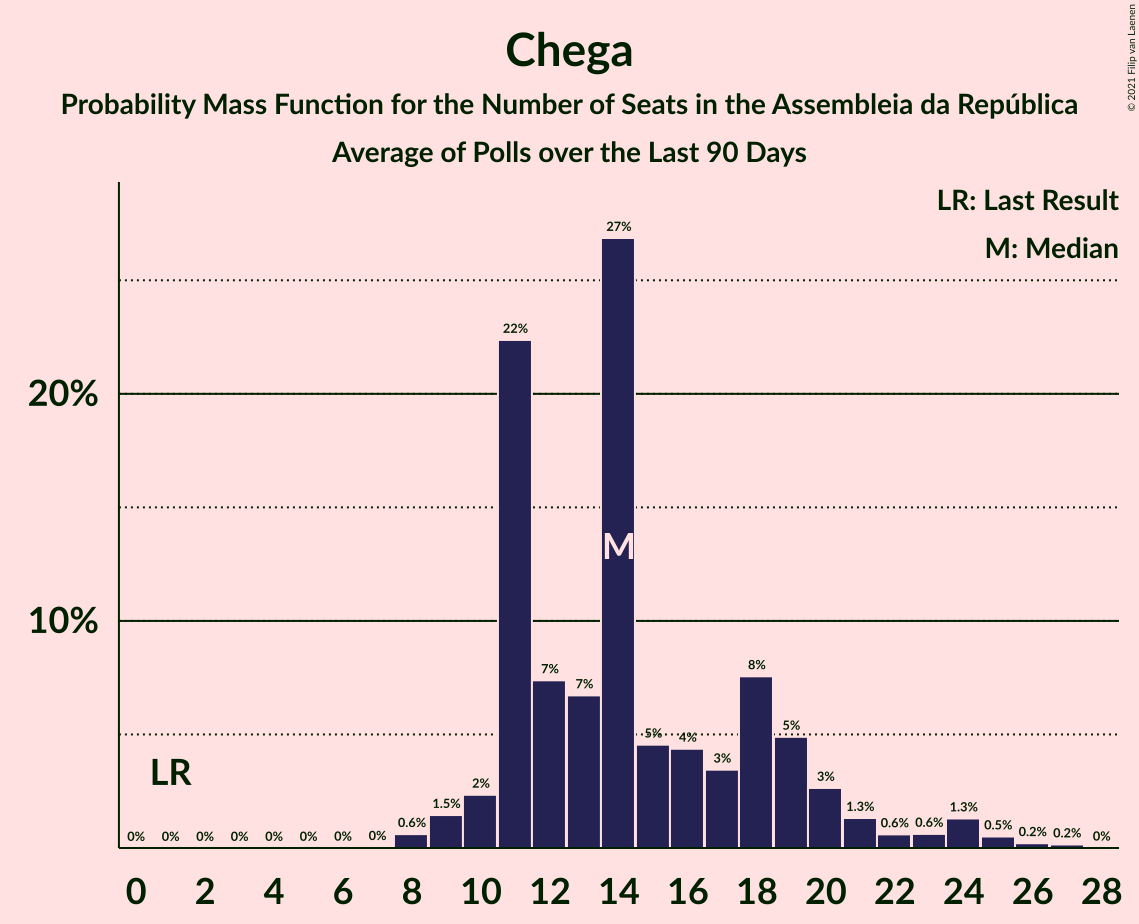 Chega
Probability Mass Function for the Number of Seats in the Assembleia da República
Average of Polls over the Last 90 Days
© 2021 Filip van Laenen
LR: Last Result
M: Median
27%
22%
20%
M
10%
8%
7%
7%
5%
5%
4%
3%
LR
3%
2%
1.5%
1.3%
1.3%
0% 0% 0% 0% 0% 0% 0% 0% 0.6% 0.6% 0.6% 0.5% 0.2% 0.2% 0%
0 2 4 6 8 10 12 14 16 18 20 22 24 26 28